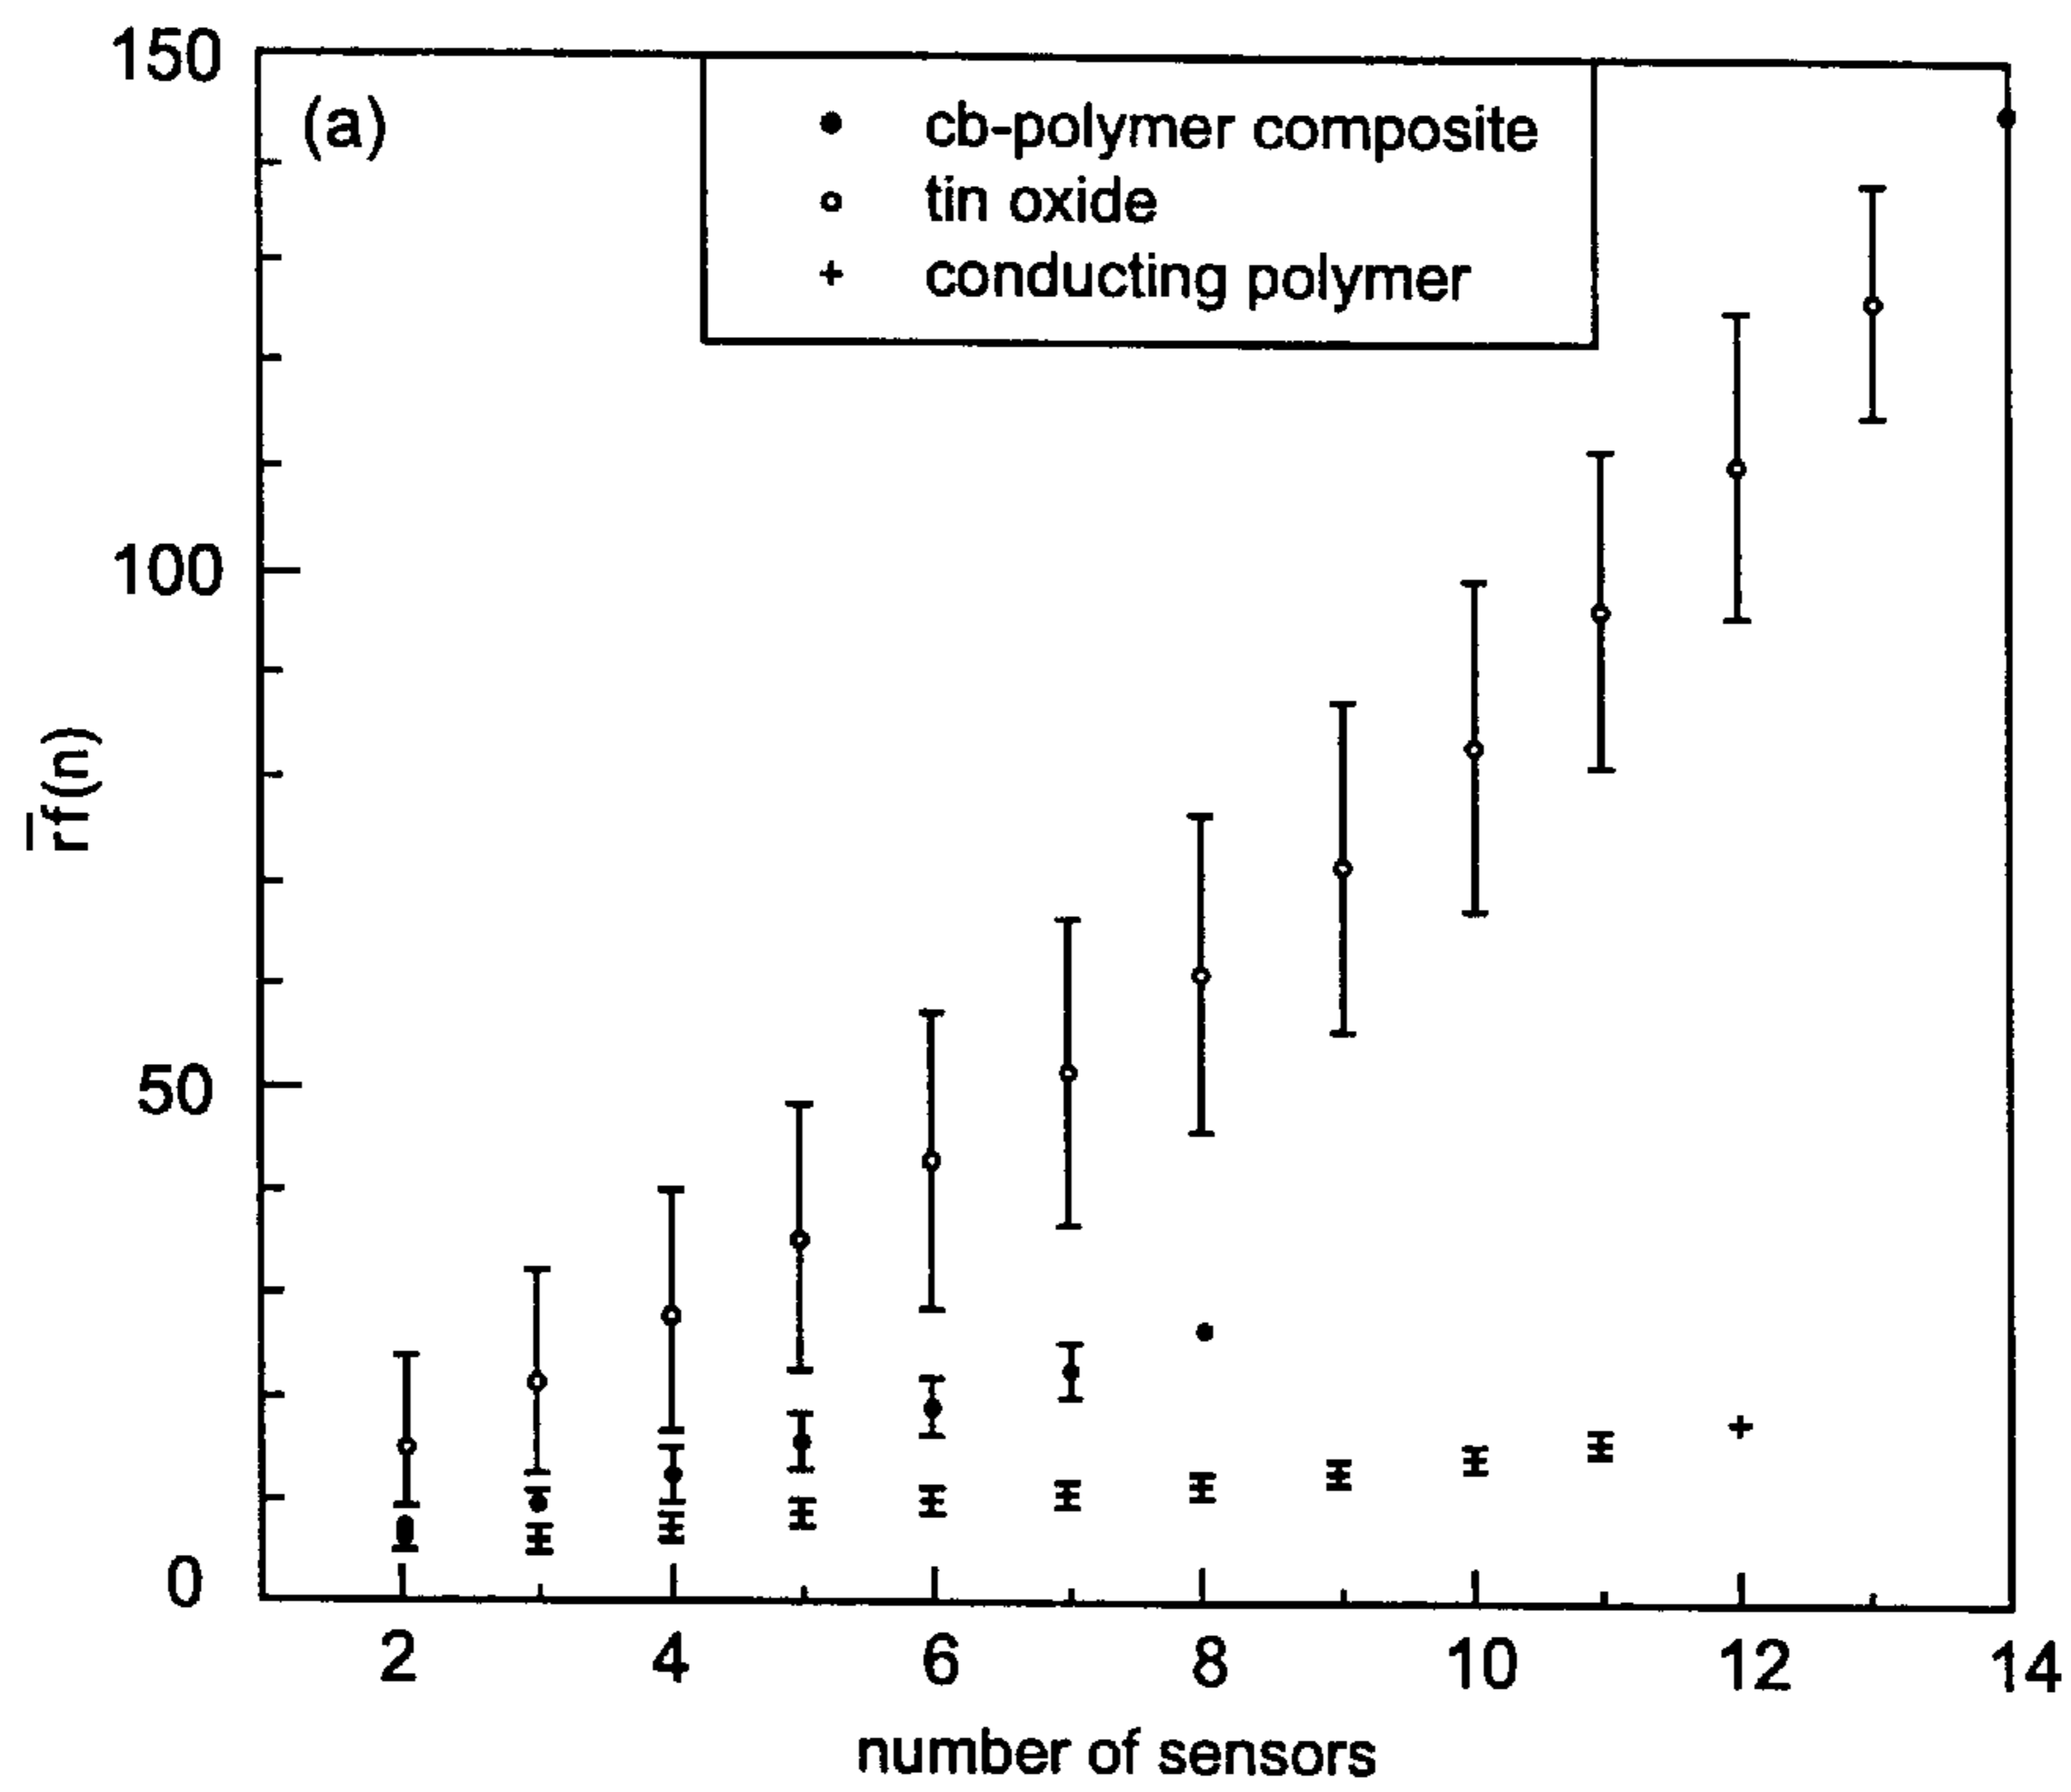 150
(a)
cb-polymer composite
tin oxide
conducting polymer
100
rf(n)
50
0
2 4 6 8 10 12 14
number of sensors